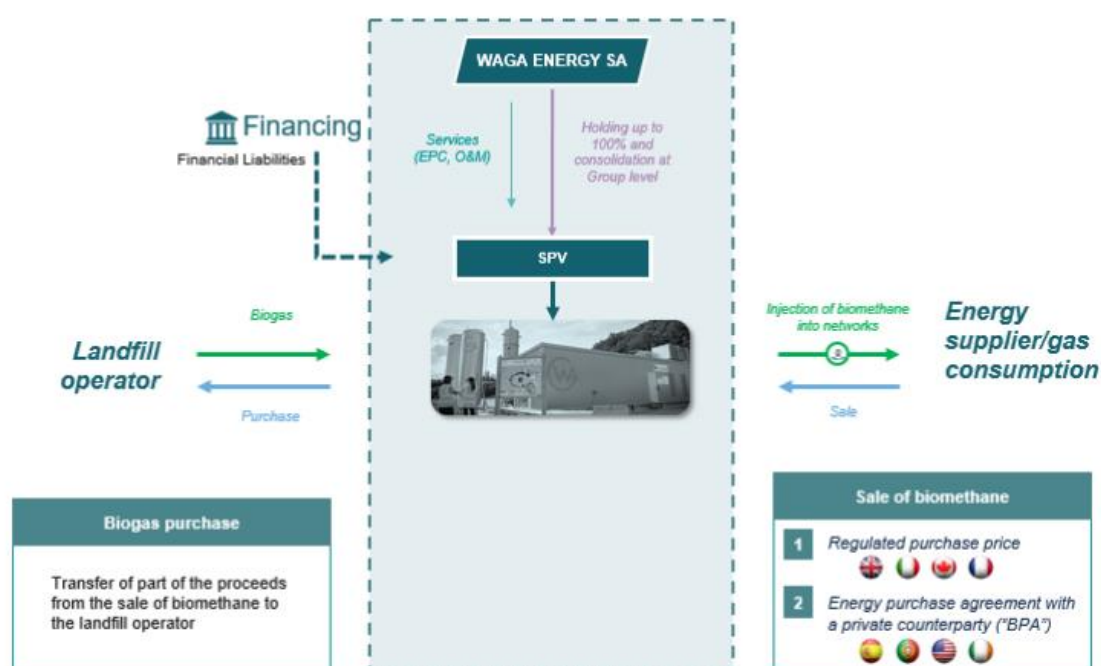 WAGA ENERGY SA
Financing
Financial Liabilities
Services
(EPC, O&M)
Holding up to
100% and
consolidation at
Group level
SPV
Biogas
Landfill
operator
Purchase
Injection of biomethane
into networks
Energy
supplier/gas
consumption
Sale
Biogas purchase
Transfer of part of the proceeds
from the sale of biomethane to
the landfill operator
Sale of biomethane
1 Regulated purchase price
2 Energy purchase agreement with
a private counterparty ("BPA")